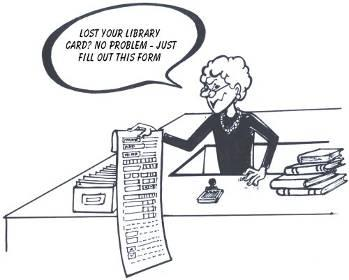 LOST YOUR LIBRARY
CARD? NO PROBLEM - JUST
FILL OUT THIS FORM